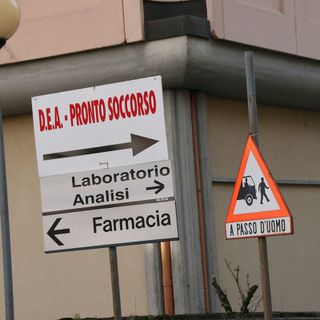 D.E.A. - PRONTO SOCCORSO
Laboratorio
Analisi
Farmacia
A PASSO D'UOMO